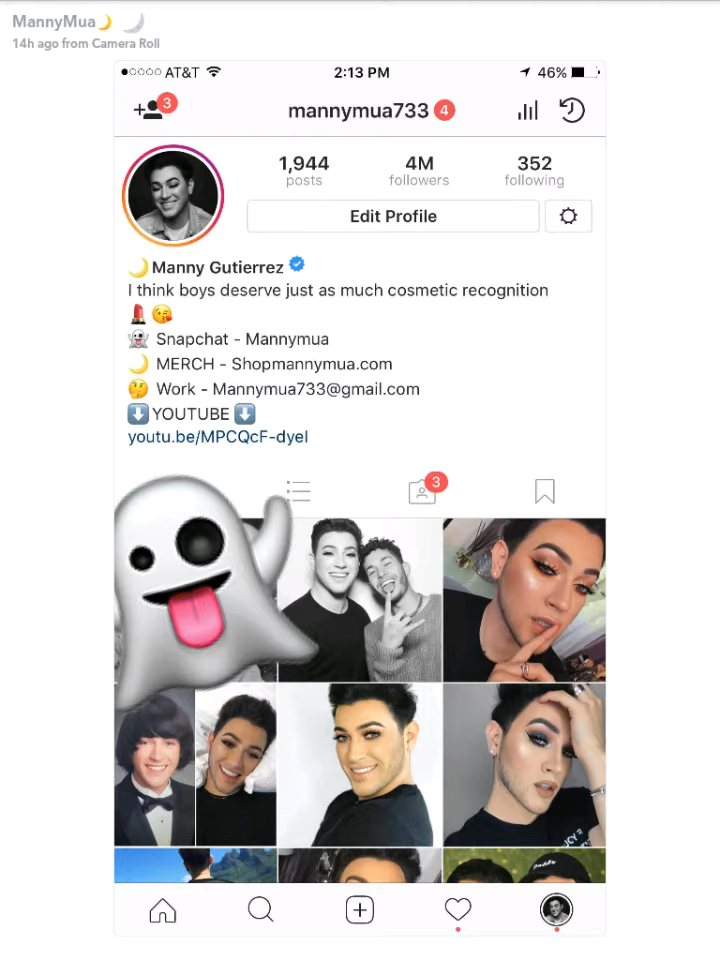 MannyMua🌙 🌙
14h ago from Camera Roll
AT&T 2:13 PM 46%
3 mannymua733 4
1,944 4M 352
posts followers following
Edit Profile
🌙Manny Gutierrez
I think boys deserve just as much cosmetic recognition
💄😘
👻 Snapchat - Mannymua
🌙 MERCH - Shopmannymua.com
🤔 Work - Mannymua733@gmail.com
⬇️YOUTUBE⬇️
youtu.be/MPCQcF-dyeI
3
Daddy